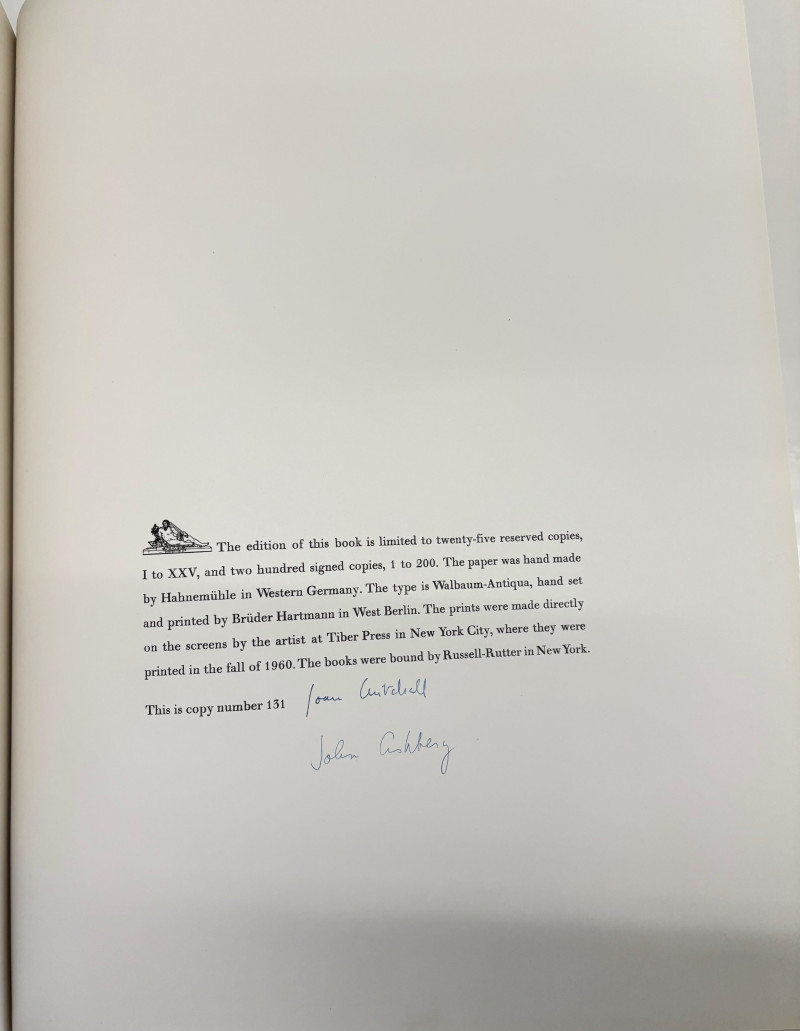 The edition of this book is limited to twenty-five reserved copies,
I to XXV, and two hundred signed copies, 1 to 200. The paper was hand made
by Hahnemühle in Western Germany. The type is Walbaum-Antiqua, hand set
and printed by Brüder Hartmann in West Berlin. The prints were made directly
on the screens by the artist at Tiber Press in New York City, where they were
printed in the fall of 1960. The books were bound by Russell-Rutter in New York.
This is copy number 131 Joan Mitchell
John Ashbery